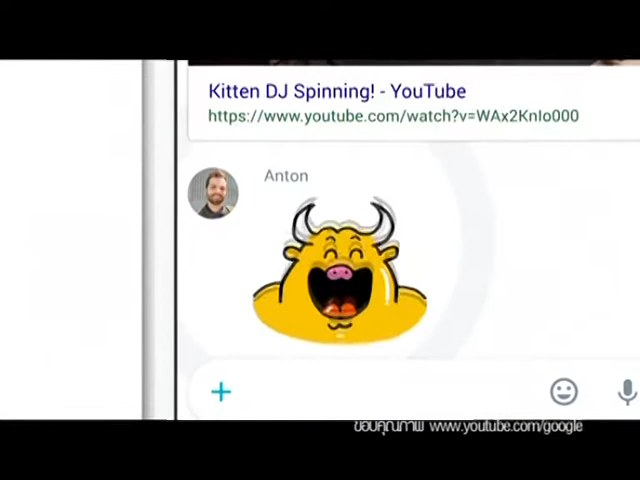 Kitten DJ Spinning! - YouTube
https://www.youtube.com/watch?v=WAx2KnIo000
Anton
ขอบคุณภาพ www.youtube.com/google